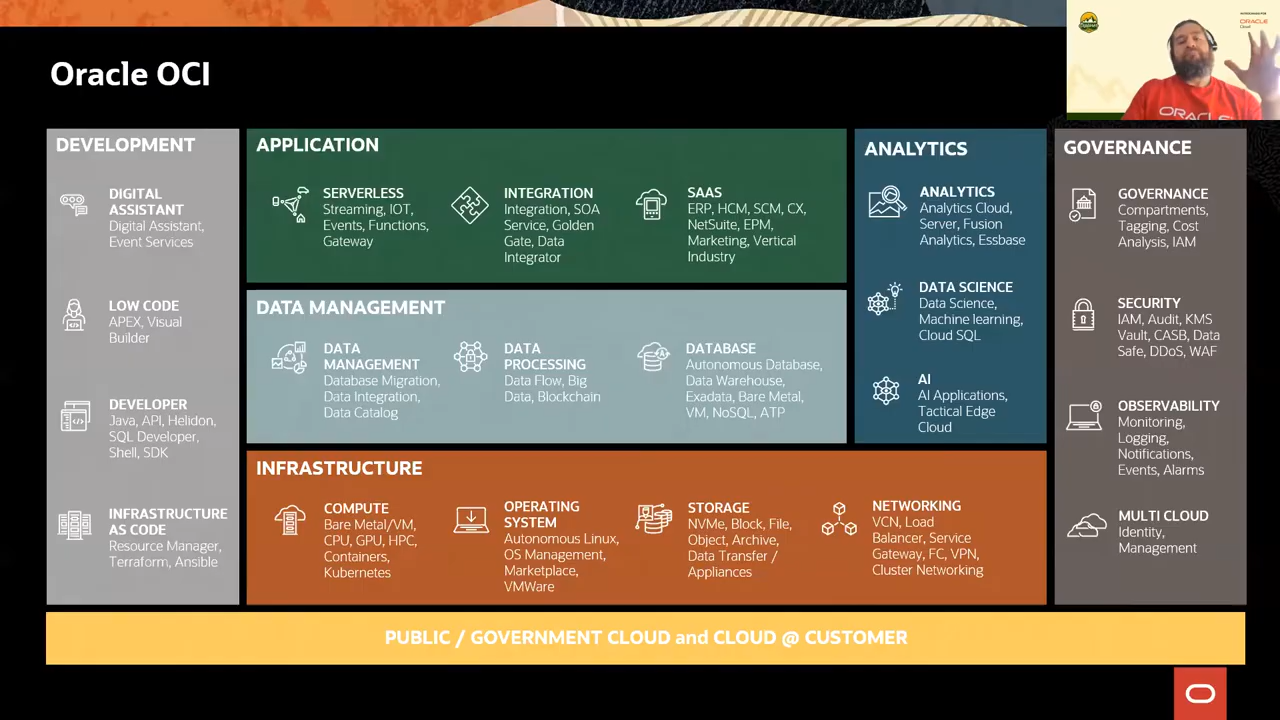 Oracle OCI
ORACLE
Cloud
ORACLE
DEVELOPMENT
DIGITAL
ASSISTANT
Digital Assistant,
Event Services
LOW CODE
APEX, Visual
Builder
DEVELOPER
Java, API, Helidon,
SQL Developer,
Shell, SDK
INFRASTRUCTURE
AS CODE
Resource Manager,
Terraform, Ansible
APPLICATION
SERVERLESS
Streaming, IOT,
Events, Functions,
Gateway
INTEGRATION
Integration, SOA
Service, Golden
Gate, Data
Integrator
SAAS
ERP, HCM, SCM, CX,
NetSuite, EPM,
Marketing, Vertical
Industry
DATA MANAGEMENT
DATA
MANAGEMENT
Database Migration,
Data Integration,
Data Catalog
DATA
PROCESSING
Data Flow, Big
Data, Blockchain
DATABASE
Autonomous Database,
Data Warehouse,
Exadata, Bare Metal,
VM, NoSQL, ATP
ANALYTICS
ANALYTICS
Analytics Cloud,
Server, Fusion
Analytics, Essbase
DATA SCIENCE
Data Science,
Machine learning,
Cloud SQL
AI
AI Applications,
Tactical Edge
Cloud
INFRASTRUCTURE
COMPUTE
Bare Metal/VM,
CPU, GPU, HPC,
Containers,
Kubernetes
OPERATING
SYSTEM
Autonomous Linux,
OS Management,
Marketplace,
VMWare
STORAGE
NVMe, Block, File,
Object, Archive,
Data Transfer /
Appliances
NETWORKING
VCN, Load
Balancer, Service
Gateway, FC, VPN,
Cluster Networking
GOVERNANCE
GOVERNANCE
Compartments,
Tagging, Cost
Analysis, IAM
SECURITY
IAM, Audit, KMS
Vault, CASB, Data
Safe, DDoS, WAF
OBSERVABILITY
Monitoring,
Logging,
Notifications,
Events, Alarms
MULTI CLOUD
Identity,
Management
PUBLIC / GOVERNMENT CLOUD and CLOUD @ CUSTOMER